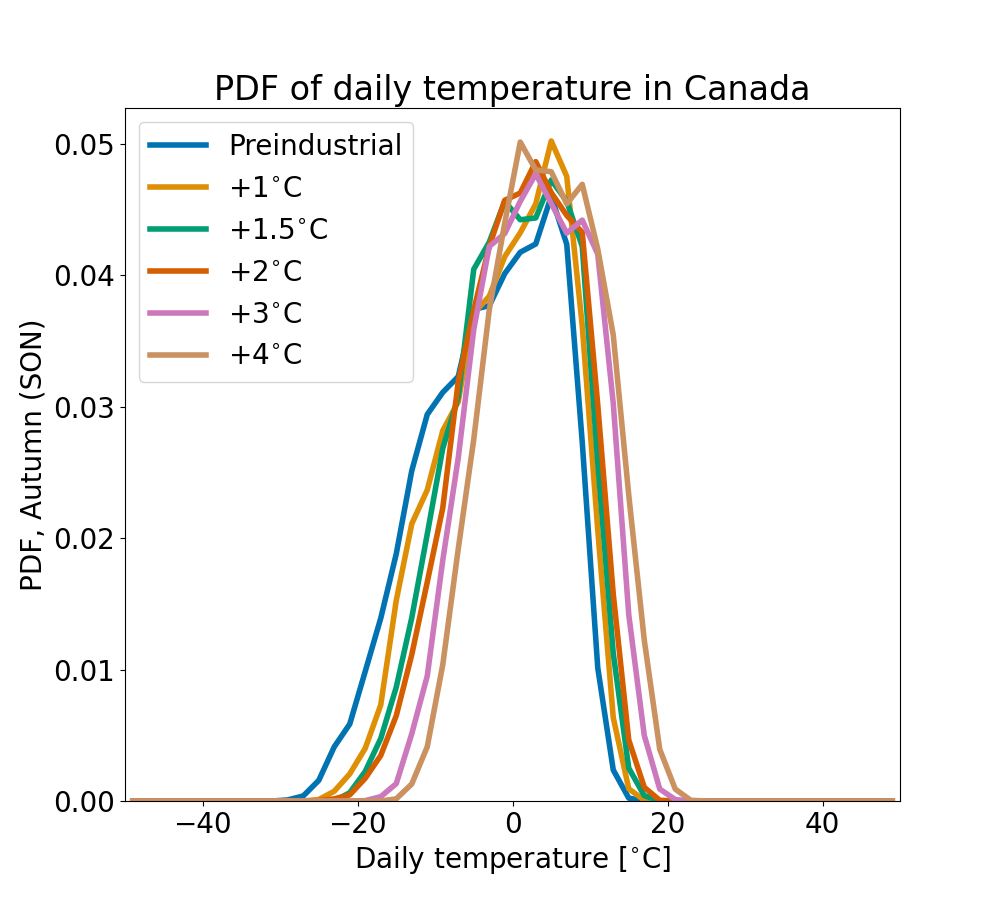 PDF of daily temperature in Canada
Preindustrial
+1°C
+1.5°C
+2°C
+3°C
+4°C
PDF, Autumn (SON)
0.05
0.04
0.03
0.02
0.01
0.00
−40
−20
0
20
40
Daily temperature [°C]